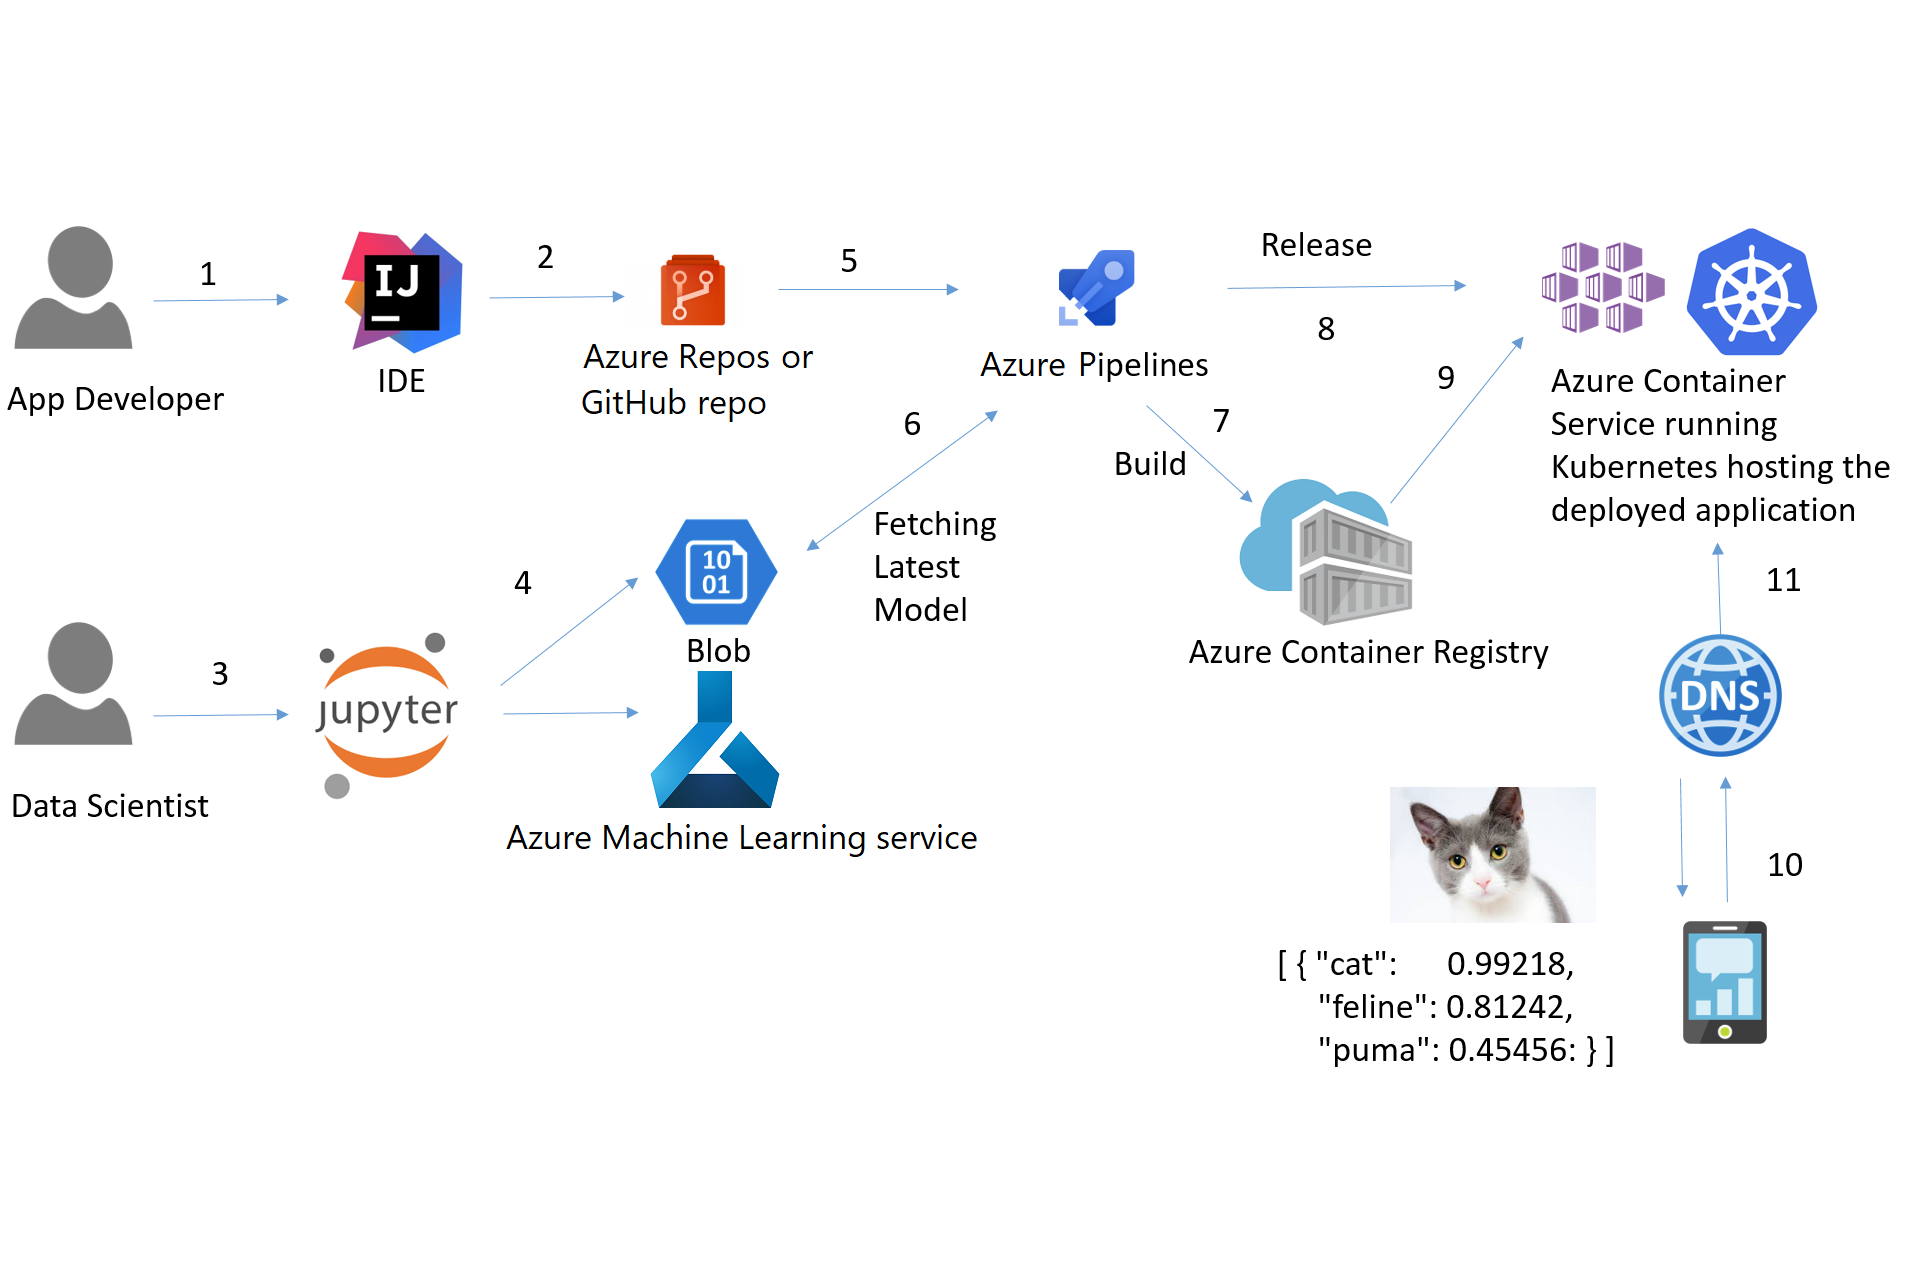 1
2
5
Release
8
IJ
IDE
App Developer
Azure Repos or
GitHub repo
Azure Pipelines
9
Azure Container
Service running
Kubernetes hosting the
deployed application
6
7
Build
Fetching
Latest
Model
4
10
01
Blob
3
jupyter
Data Scientist
Azure Machine Learning service
Azure Container Registry
11
DNS
10
[ { "cat": 0.99218,
"feline": 0.81242,
"puma": 0.45456: } ]